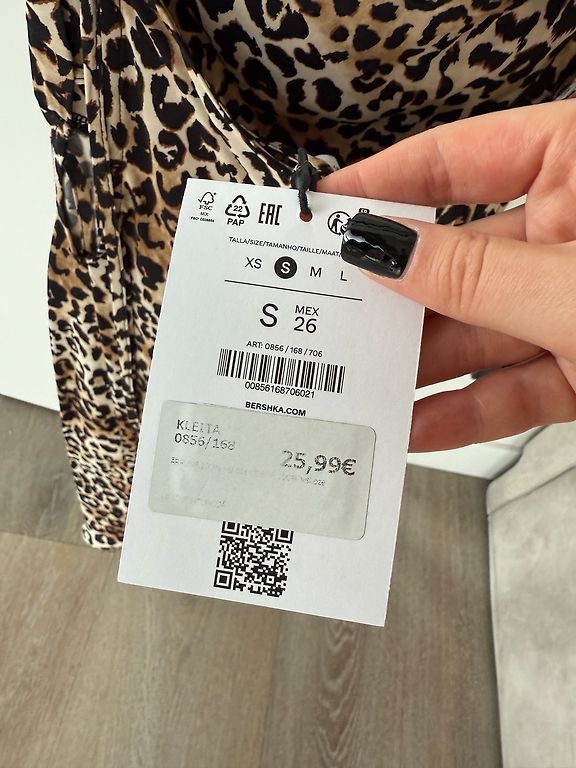 FSC
MX
22
PAP
EAC
TALLA/SIZE/TAMANHO/TAILLE/MAAT/
XS S M L
S MEX 26
ART: 0856 / 168 / 706
00856168706021
BERSHKA.COM
KLEITA
0856/168
25,99€